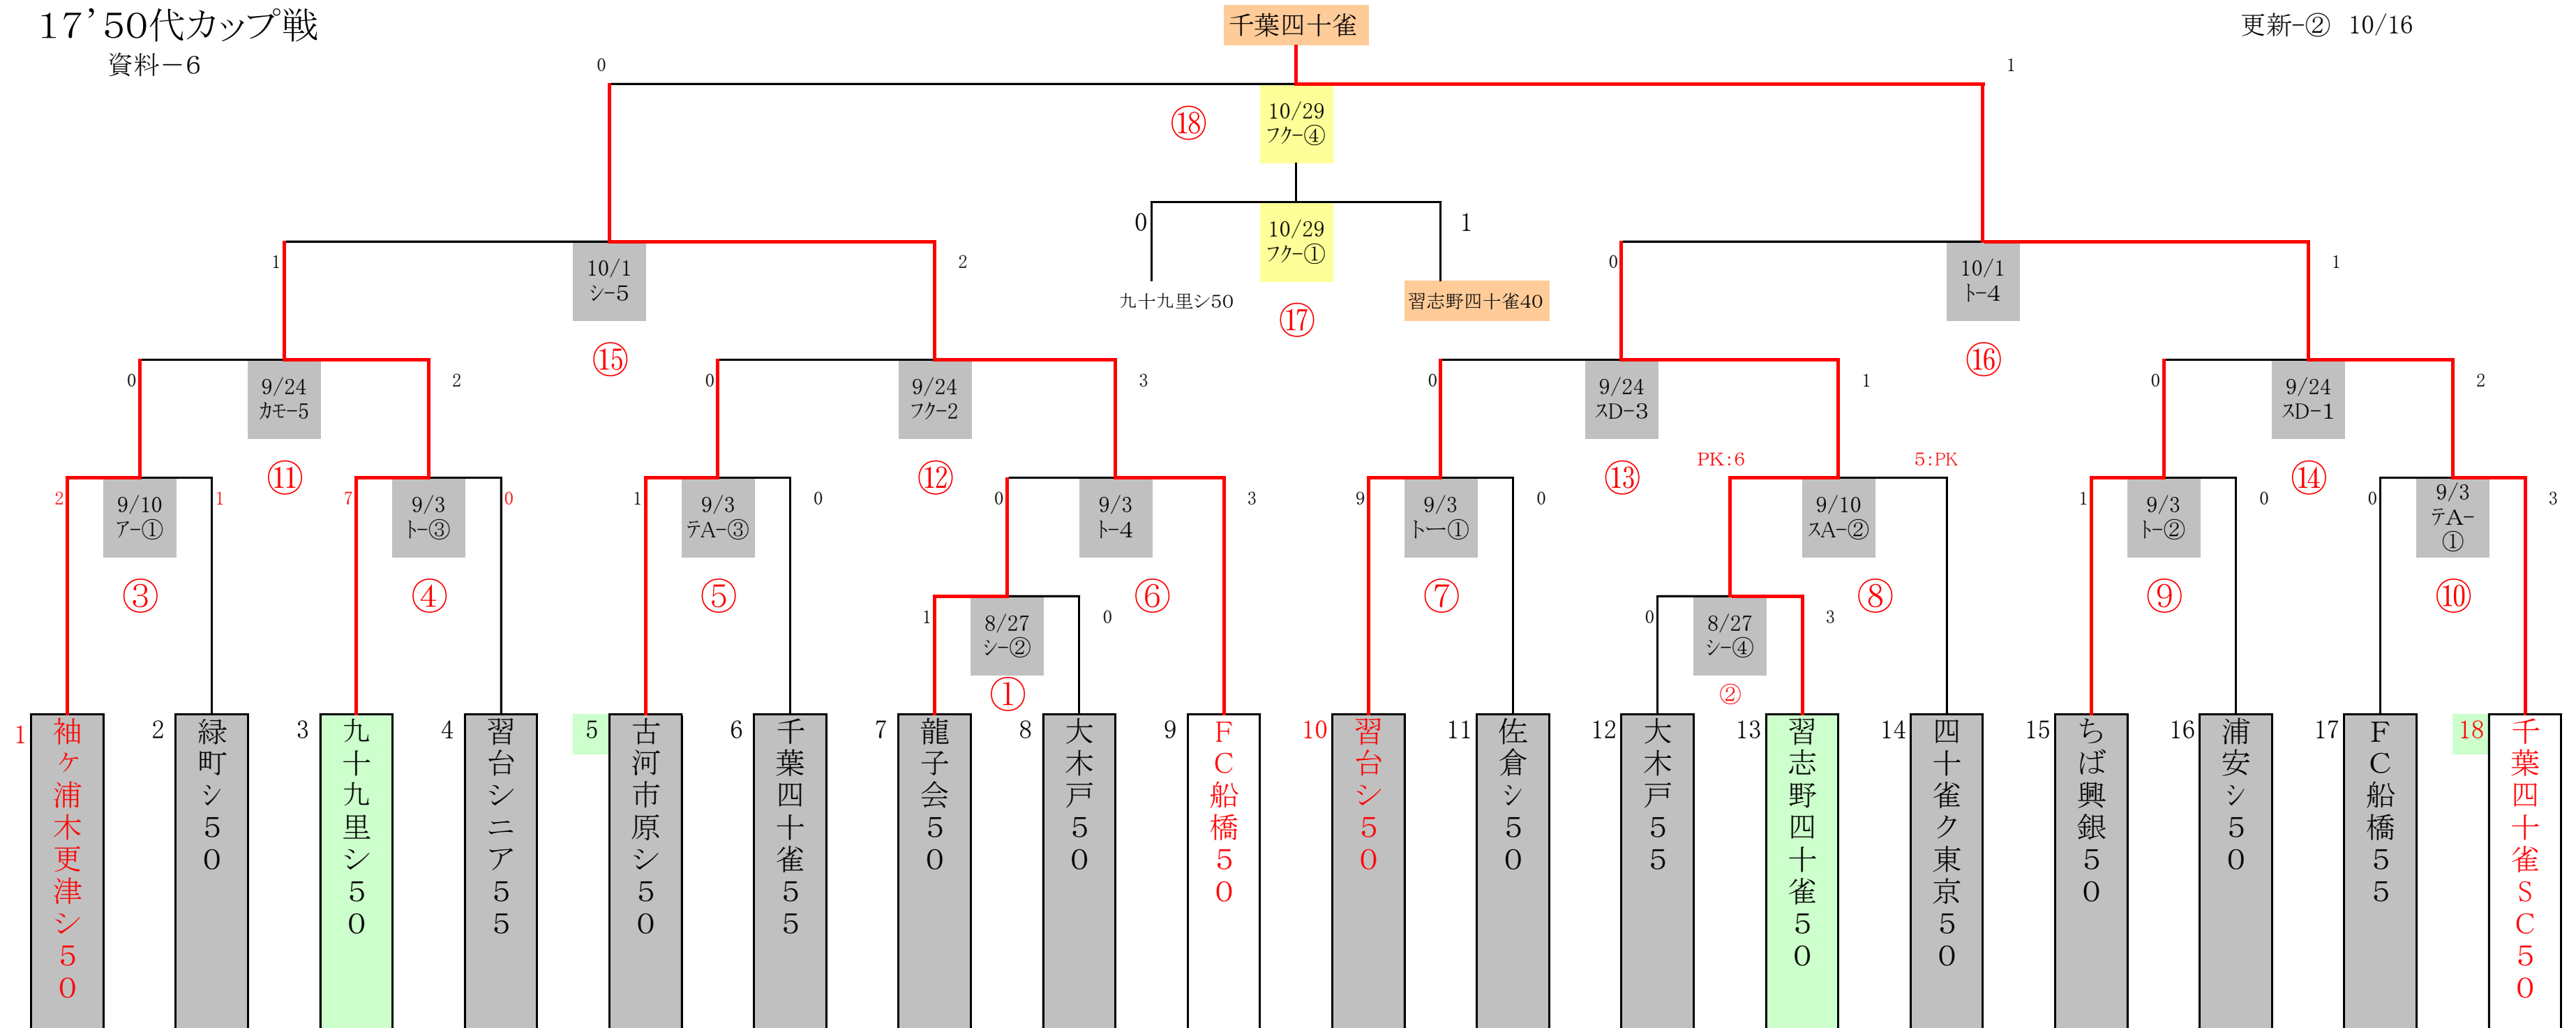 17’50代カップ戦
資料－6
千葉四十雀
更新-② 10/16
0
1
⑱
10/29
フク-④
0
10/29
フク-①
1
九十九里シ50
習志野四十雀40
⑰
1
10/1
シ-5
2
⑮
0
10/1
ト-4
1
⑯
0
9/24
カモ-5
2
⑪
0
9/24
フク-2
3
⑫
0
9/24
スD-3
1
⑬
0
9/24
スD-1
2
⑭
2
9/10
ア-①
1
③
7
9/3
ト-③
0
④
1
9/3
テA-③
0
⑤
0
9/3
ト-4
3
⑥
9
9/3
ト一①
0
⑦
PK:6
5:PK
9/10
スA-②
⑧
1
9/3
ト-②
0
⑨
0
9/3
テA-
①
3
⑩
1
8/27
シ-②
0
①
0
8/27
シ-④
3
②
1
袖ヶ浦木更津シ50
2
緑町シ50
3
九十九里シ50
4
習台シニア55
5
古河市原シ50
6
千葉四十雀55
7
龍子会50
8
大木戸50
9
FC船橋50
10
習台シ50
11
佐倉シ50
12
大木戸55
13
習志野四十雀50
14
四十雀ク東京50
15
ちば興銀50
16
浦安シ50
17
FC船橋55
18
千葉四十雀SC50